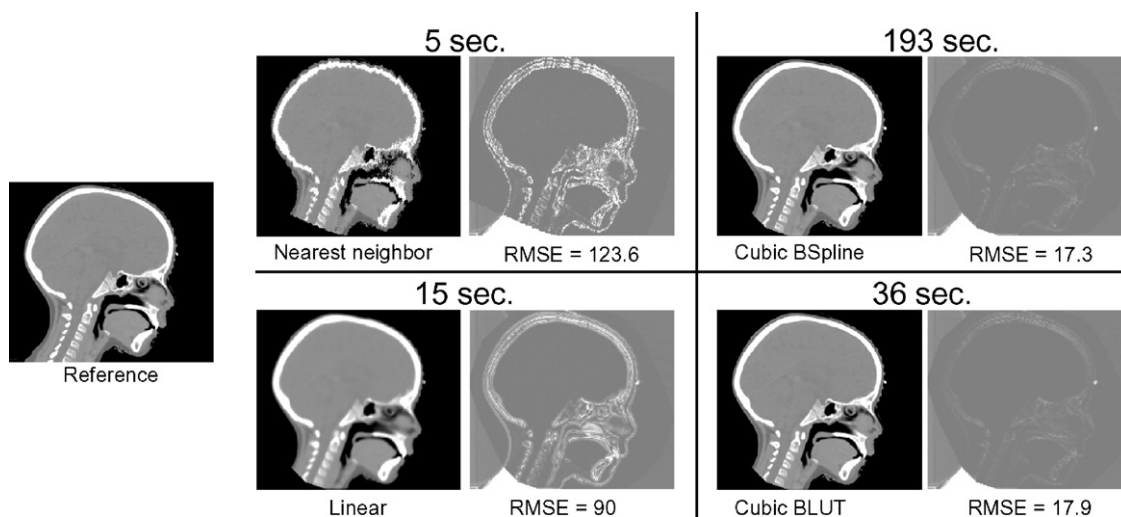 5 sec.
193 sec.
Nearest neighbor
RMSE = 123.6
Cubic BSpline
RMSE = 17.3
Reference
15 sec.
36 sec.
Linear
RMSE = 90
Cubic BLUT
RMSE = 17.9